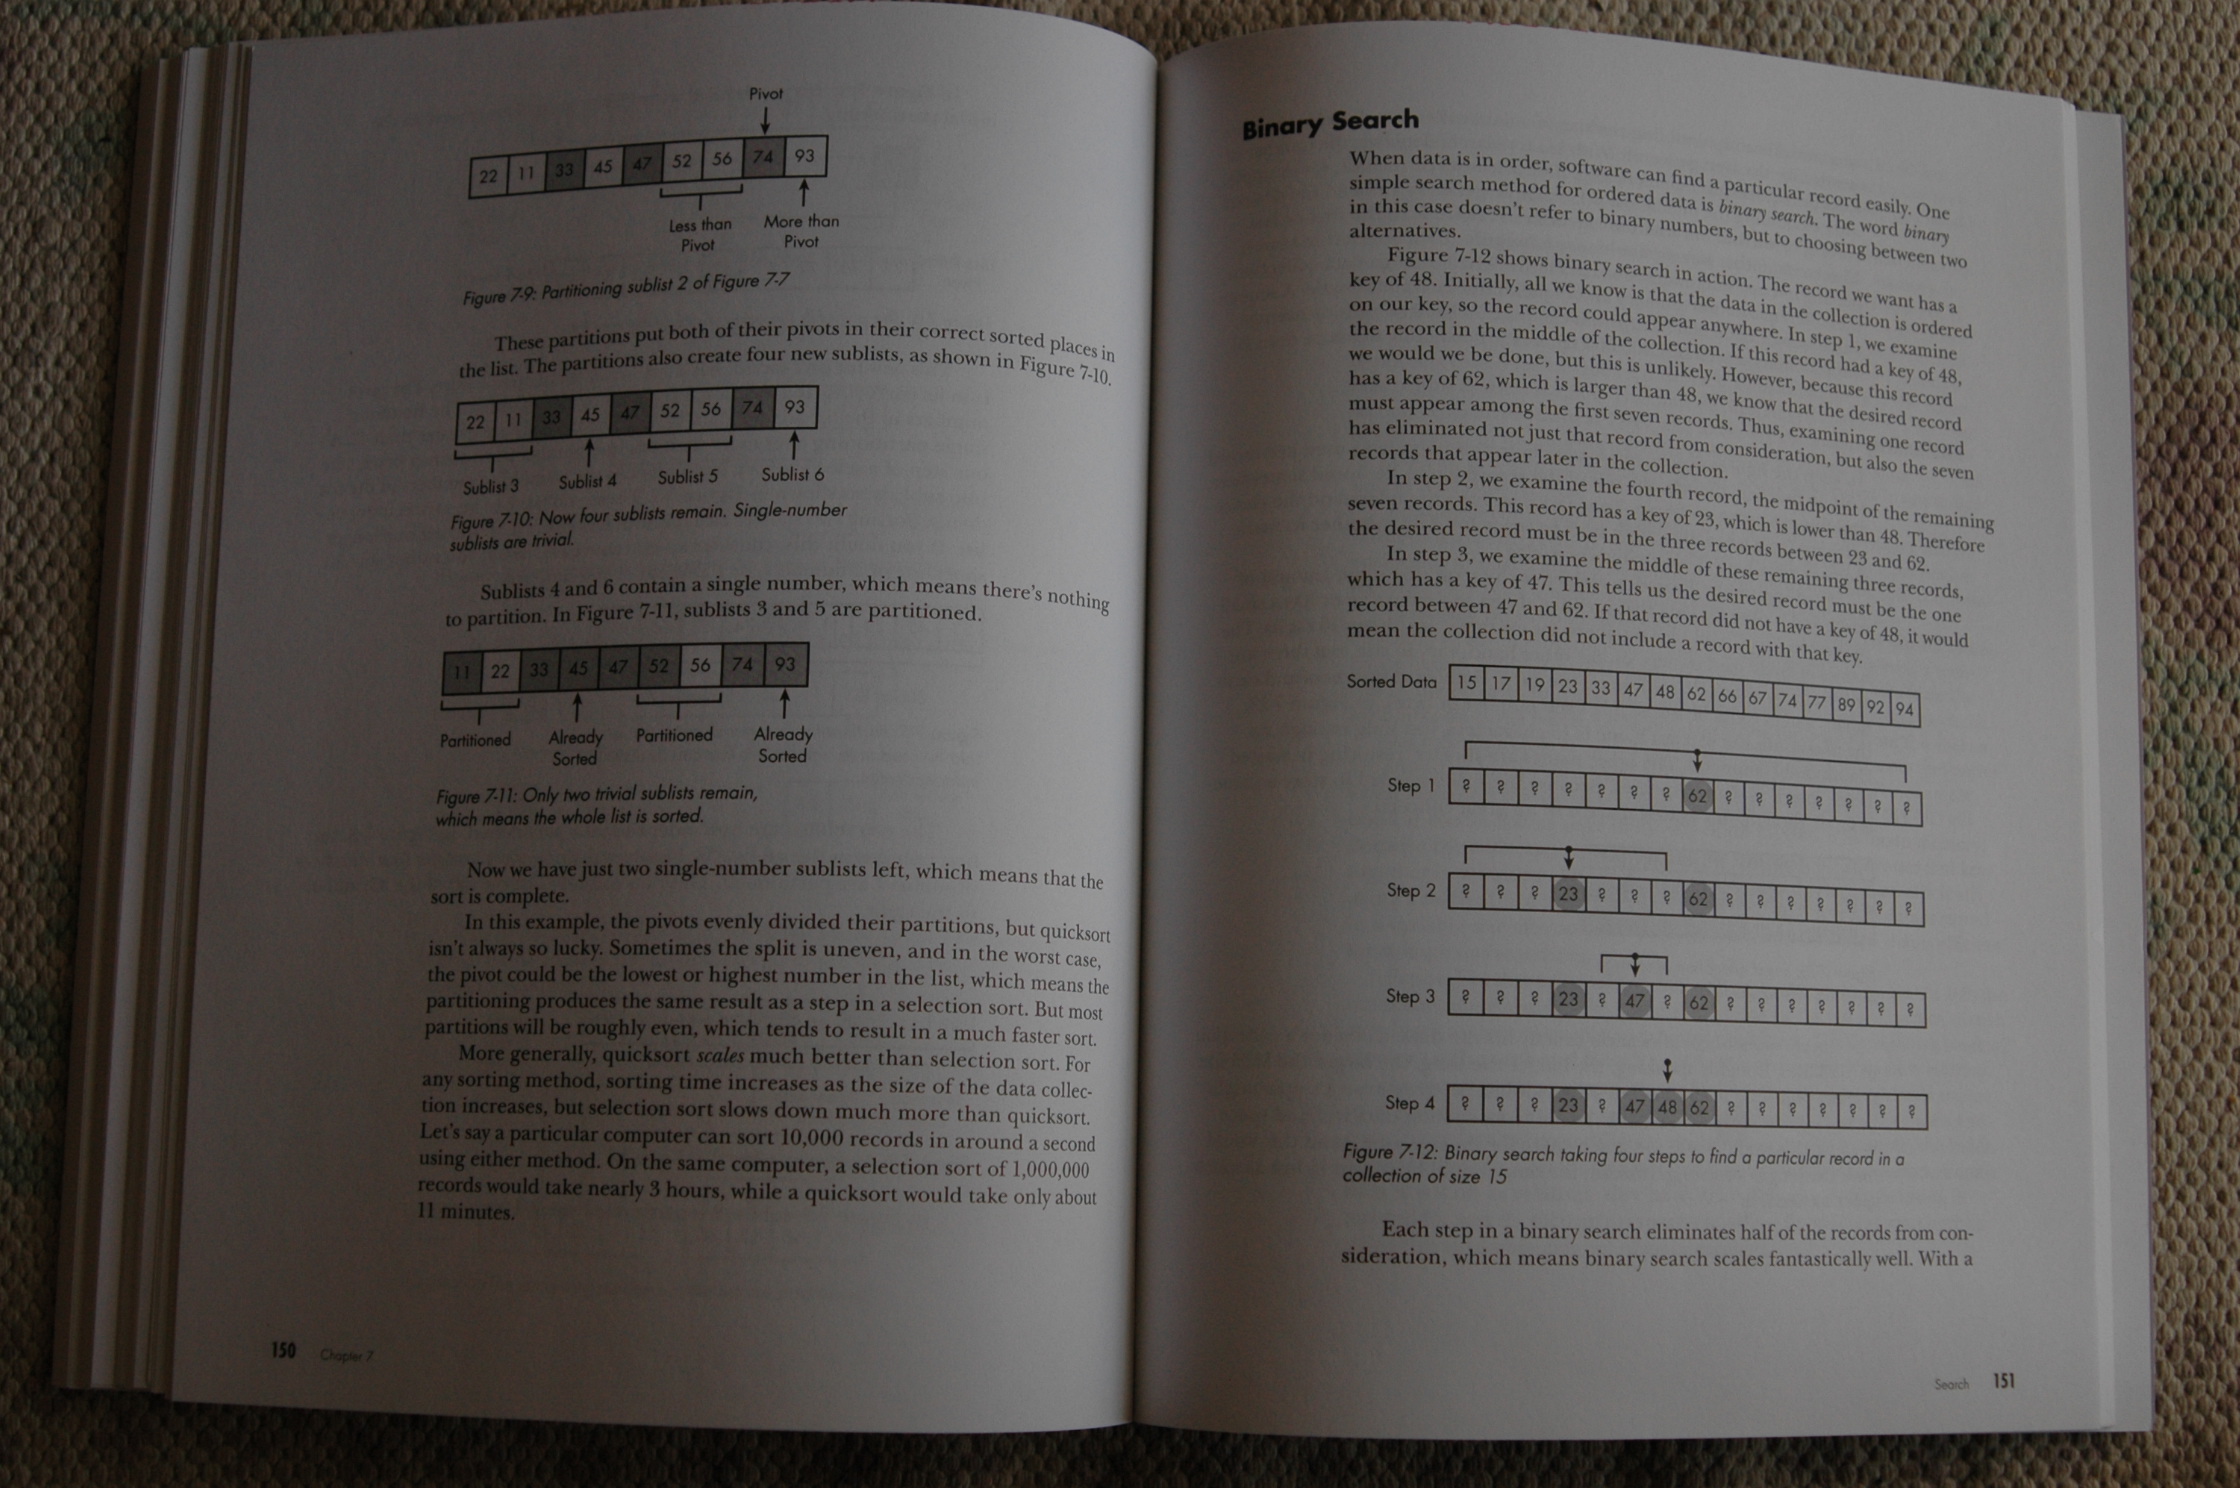 Pivot
22 11 33 45 47 52 56 74 93
Less than
Pivot
More than
Pivot
Figure 7-9: Partitioning sublist 2 of Figure 7-7
These partitions put both of their pivots in their correct sorted places in
the list. The partitions also create four new sublists, as shown in Figure 7-10.
22 11 33 45 47 52 56 74 93
Sublist 3 Sublist 4 Sublist 5 Sublist 6
Figure 7-10: Now four sublists remain. Single-number
sublists are trivial.
Sublists 4 and 6 contain a single number, which means there's nothing
to partition. In Figure 7-11, sublists 3 and 5 are partitioned.
11 22 33 45 47 52 56 74 93
Partitioned
Already
Sorted
Partitioned
Already
Sorted
Figure 7-11: Only two trivial sublists remain,
which means the whole list is sorted.
Now we have just two single-number sublists left, which means that the
sort is complete.
In this example, the pivots evenly divided their partitions, but quicksort
isn't always so lucky. Sometimes the split is uneven, and in the worst case,
the pivot could be the lowest or highest number in the list, which means the
partitioning produces the same result as a step in a selection sort. But most
partitions will be roughly even, which tends to result in a much faster sort.
More generally, quicksort scales much better than selection sort. For
any sorting method, sorting time increases as the size of the data collec-
tion increases, but selection sort slows down much more than quicksort.
Let's say a particular computer can sort 10,000 records in around a second
using either method. On the same computer, a selection sort of 1,000,000
records would take nearly 3 hours, while a quicksort would take only about
11 minutes.
150 Chapter 7
Binary Search
When data is in order, software can find a particular record easily. One
simple search method for ordered data is binary search. The word binary
in this case doesn't refer to binary numbers, but to choosing between two
alternatives.
Figure 7-12 shows binary search in action. The record we want has a
key of 48. Initially, all we know is that the data in the collection is ordered
on our key, so the record could appear anywhere. In step 1, we examine
the record in the middle of the collection. If this record had a key of 48,
we would we be done, but this is unlikely. However, because this record
has a key of 62, which is larger than 48, we know that the desired record
must appear among the first seven records. Thus, examining one record
has eliminated not just that record from consideration, but also the seven
records that appear later in the collection.
In step 2, we examine the fourth record, the midpoint of the remaining
seven records. This record has a key of 23, which is lower than 48. Therefore
the desired record must be in the three records between 23 and 62.
In step 3, we examine the middle of these remaining three records,
which has a key of 47. This tells us the desired record must be the one
record between 47 and 62. If that record did not have a key of 48, it would
mean the collection did not include a record with that key.
Sorted Data 15 17 19 23 33 47 48 62 66 67 74 77 89 92 94
Step 1 ? ? ? ? ? ? ? 62 ? ? ? ? ? ? ?
Step 2 ? ? ? 23 ? ? ? 62 ? ? ? ? ? ? ?
Step 3 ? ? ? 23 ? 47 ? 62 ? ? ? ? ? ? ?
Step 4 ? ? ? 23 ? 47 48 62 ? ? ? ? ? ? ?
Figure 7-12: Binary search taking four steps to find a particular record in a
collection of size 15
Each step in a binary search eliminates half of the records from con-
sideration, which means binary search scales fantastically well. With a
Search 151